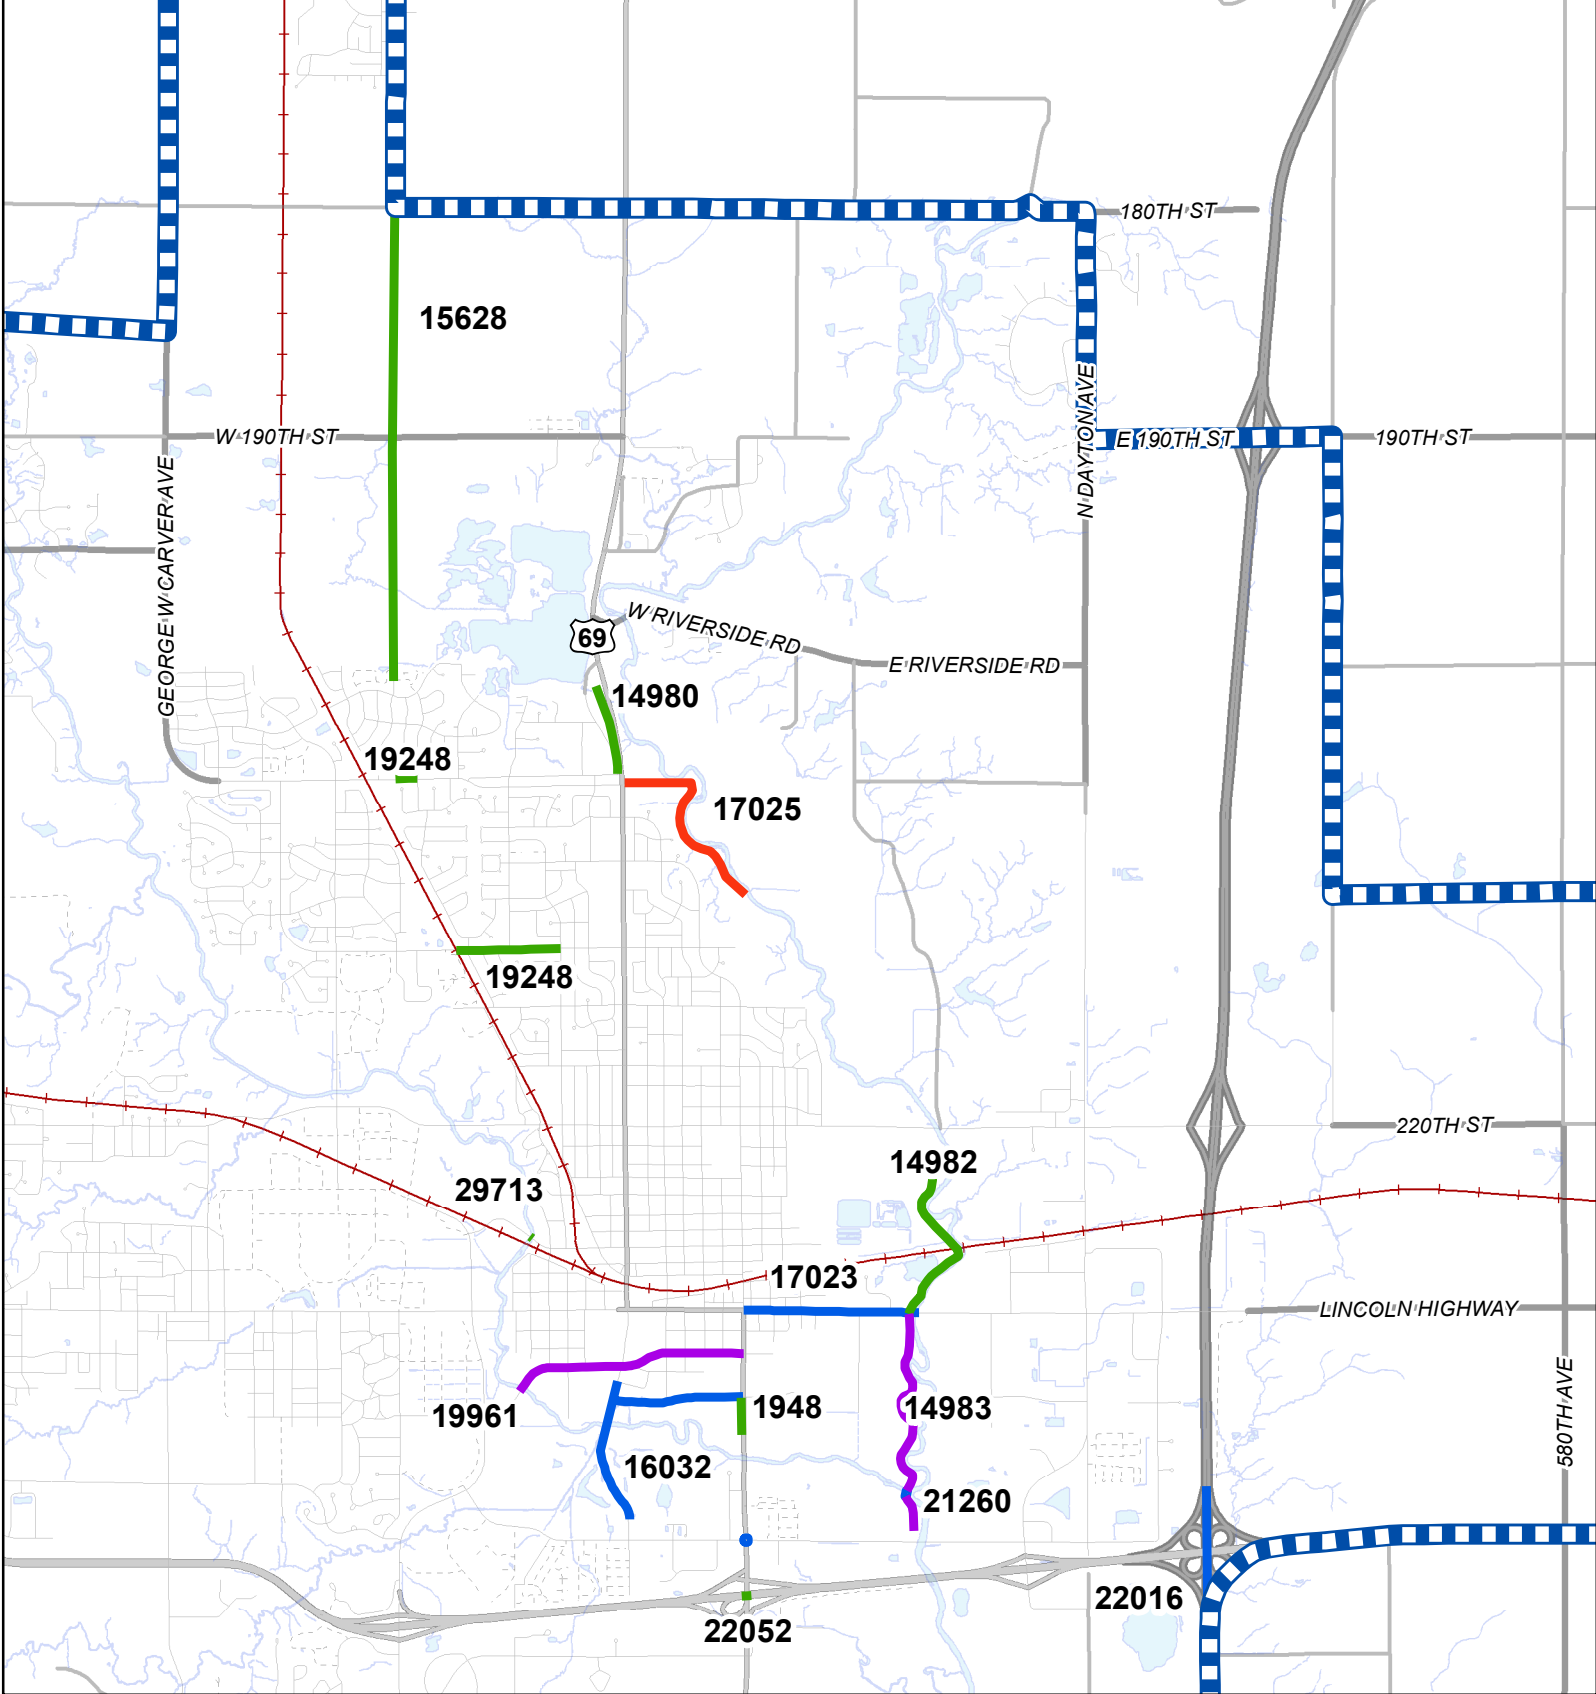 180TH ST
15628
W 190TH ST
E 190TH ST
190TH ST
N DAYTON AVE
GEORGE W CARVER AVE
W RIVERSIDE RD
69
E RIVERSIDE RD
14980
19248
17025
19248
220TH ST
14982
29713
17023
LINCOLN HIGHWAY
19961
1948
14983
580TH AVE
16032
21260
22016
22052